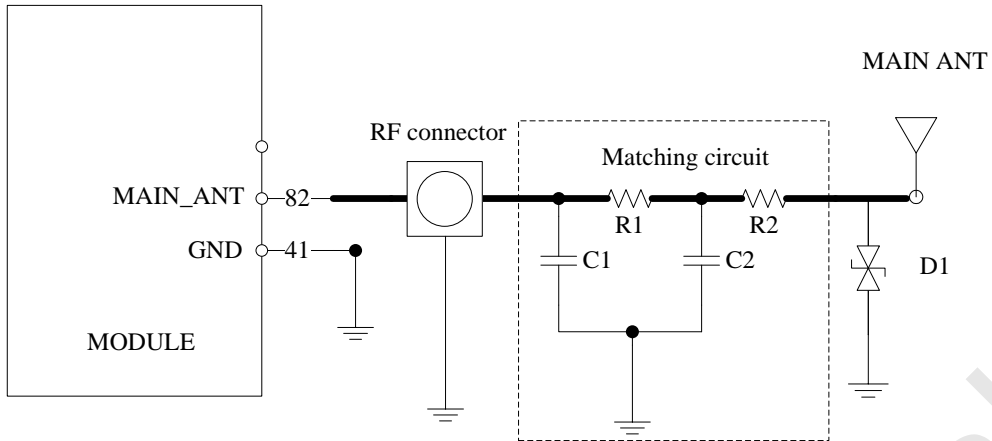 MAIN ANT
RF connector
Matching circuit
MAIN_ANT
82
R1
R2
GND
41
C1
C2
D1
MODULE